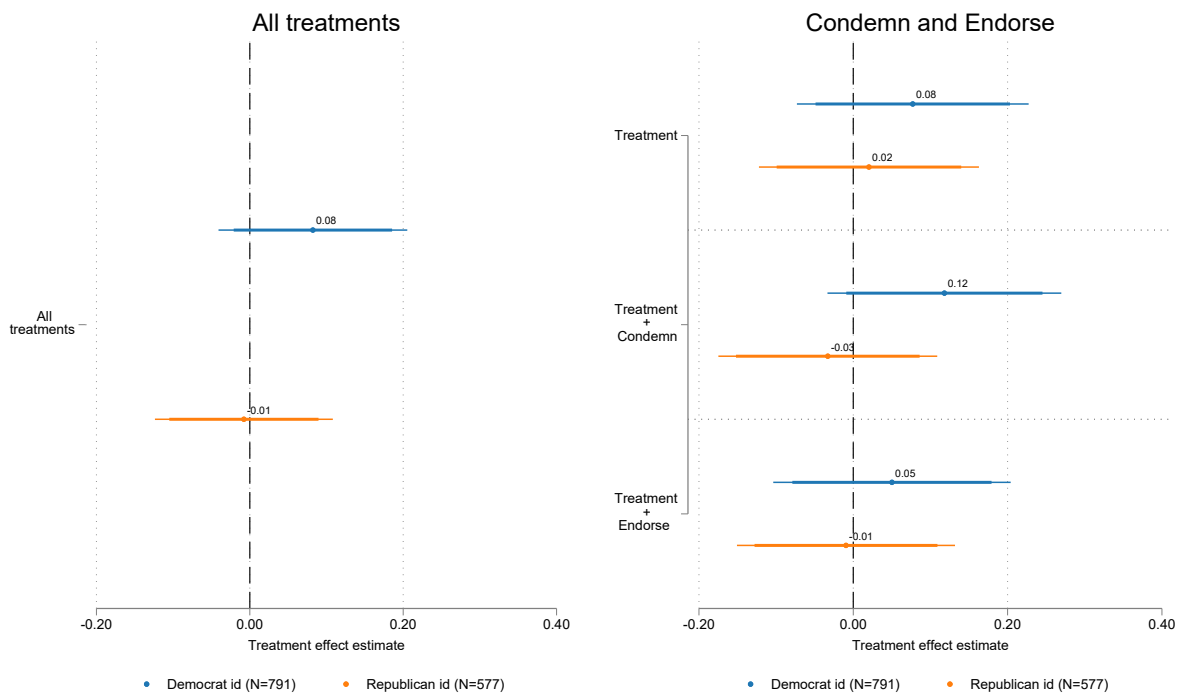 All treatments
0.08
All
treatments
-0.01
-0.20
0.00
0.20
0.40
Treatment effect estimate
Democrat id (N=791)
Republican id (N=577)
Condemn and Endorse
0.08
Treatment
0.02
0.12
Treatment
+
Condemn
-0.03
0.05
Treatment
+
Endorse
-0.01
-0.20
0.00
0.20
0.40
Treatment effect estimate
Democrat id (N=791)
Republican id (N=577)